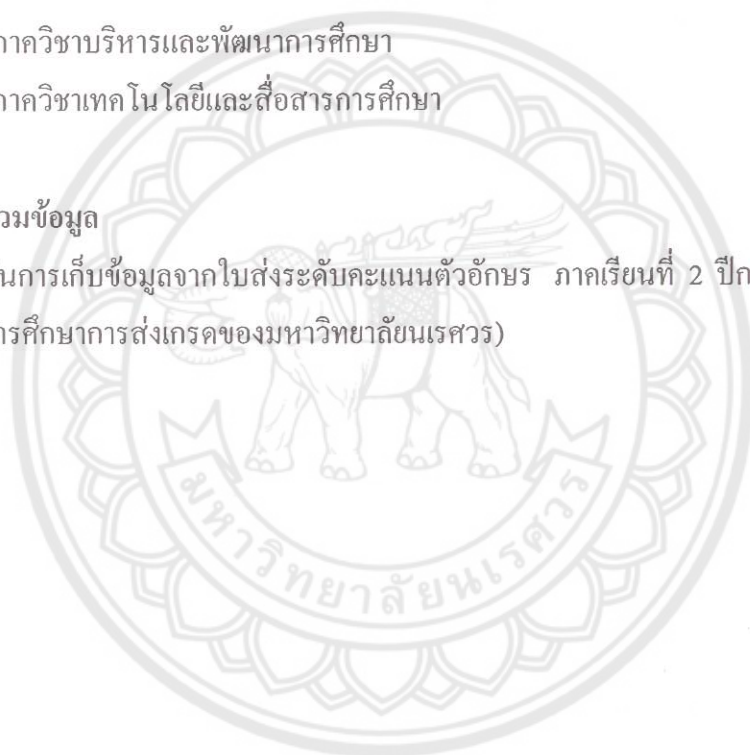 ภาควิชาบริหารและพัฒนาการศึกษา
ภาควิชาเทคโนโลยีและสื่อสารการศึกษา
วมข้อมูล
นการเก็บข้อมูลจากใบส่งระดับคะแนนตัวอักษร ภาคเรียนที่ 2 ปีก
ารศึกษาการส่งเกรดของมหาวิทยาลัยนเรศวร)
มหาวิทยาลัยนเรศวร